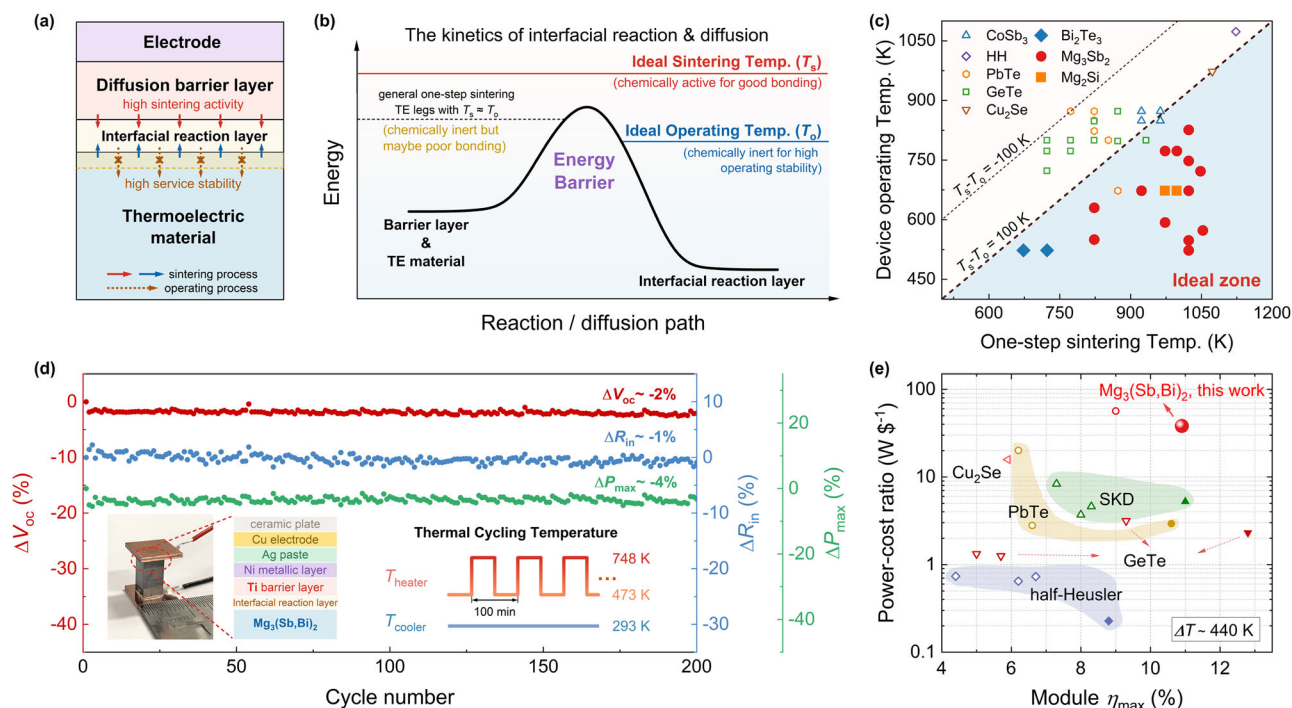 (a)
Electrode
Diffusion barrier layer
high sintering activity
Interfacial reaction layer
high service stability
Thermoelectric
material
sintering process
operating process
(b)
The kinetics of interfacial reaction & diffusion
Ideal Sintering Temp. (Ts)
(chemically active for good bonding)
general one-step sintering
TE legs with Ts ≈ To
(chemically inert but
maybe poor bonding)
Ideal Operating Temp. (To)
(chemically inert for high
operating stability)
Energy
Barrier
Barrier layer
&
TE material
Interfacial reaction layer
Energy
Reaction / diffusion path
(c)
CoSb3
HH
PbTe
GeTe
Cu2Se
Bi2Te3
Mg3Sb2
Mg2Si
Ts-To = -100 K
Ts-To = 100 K
Ideal zone
1050
900
750
600
450
Device operating Temp. (K)
600 750 900 1050 1200
One-step sintering Temp. (K)
(d)
ΔVoc~ -2%
ΔRin~ -1%
ΔPmax~ -4%
0
-10
-20
-30
-40
ΔVoc (%)
10
0
-10
-20
-30
ΔRin (%)
20
0
-20
-40
ΔPmax (%)
ceramic plate
Cu electrode
Ag paste
Ni metallic layer
Ti barrier layer
Interfacial reaction layer
Mg3(Sb,Bi)2
Thermal Cycling Temperature
Theater
748 K
473 K
100 min
Tcooler
293 K
0 50 100 150 200
Cycle number
(e)
Mg3(Sb,Bi)2, this work
Cu2Se
SKD
PbTe
GeTe
half-Heusler
ΔT ~ 440 K
100
10
1
0.1
Power-cost ratio (W $-1)
4 6 8 10 12
Module ηmax (%)